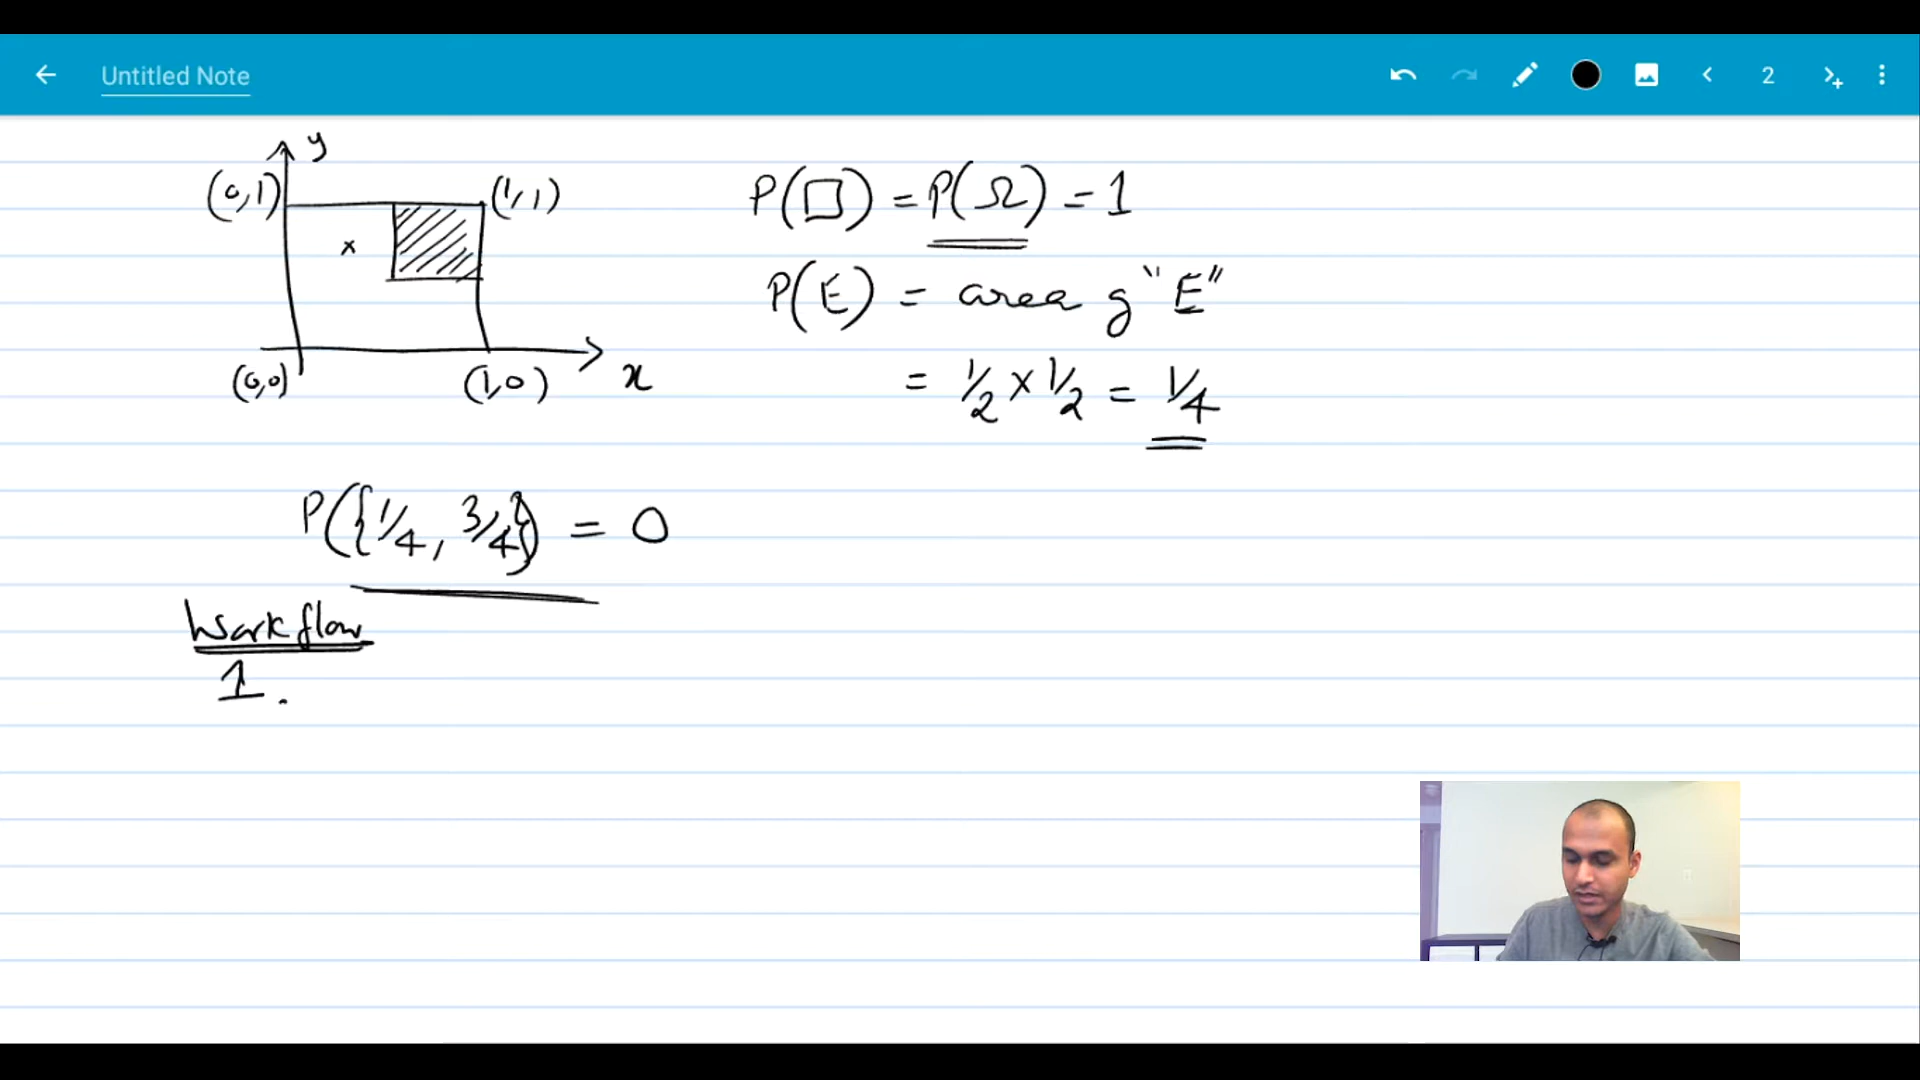 Untitled Note
2
y
(0,1)
(1,1)
x
(0,0)
(1,0)
x
P(□) = P(Ω) = 1
P(E) = area of "E"
= 1/2 x 1/2 = 1/4
P({1/4, 3/4}) = 0
Workflow
1.